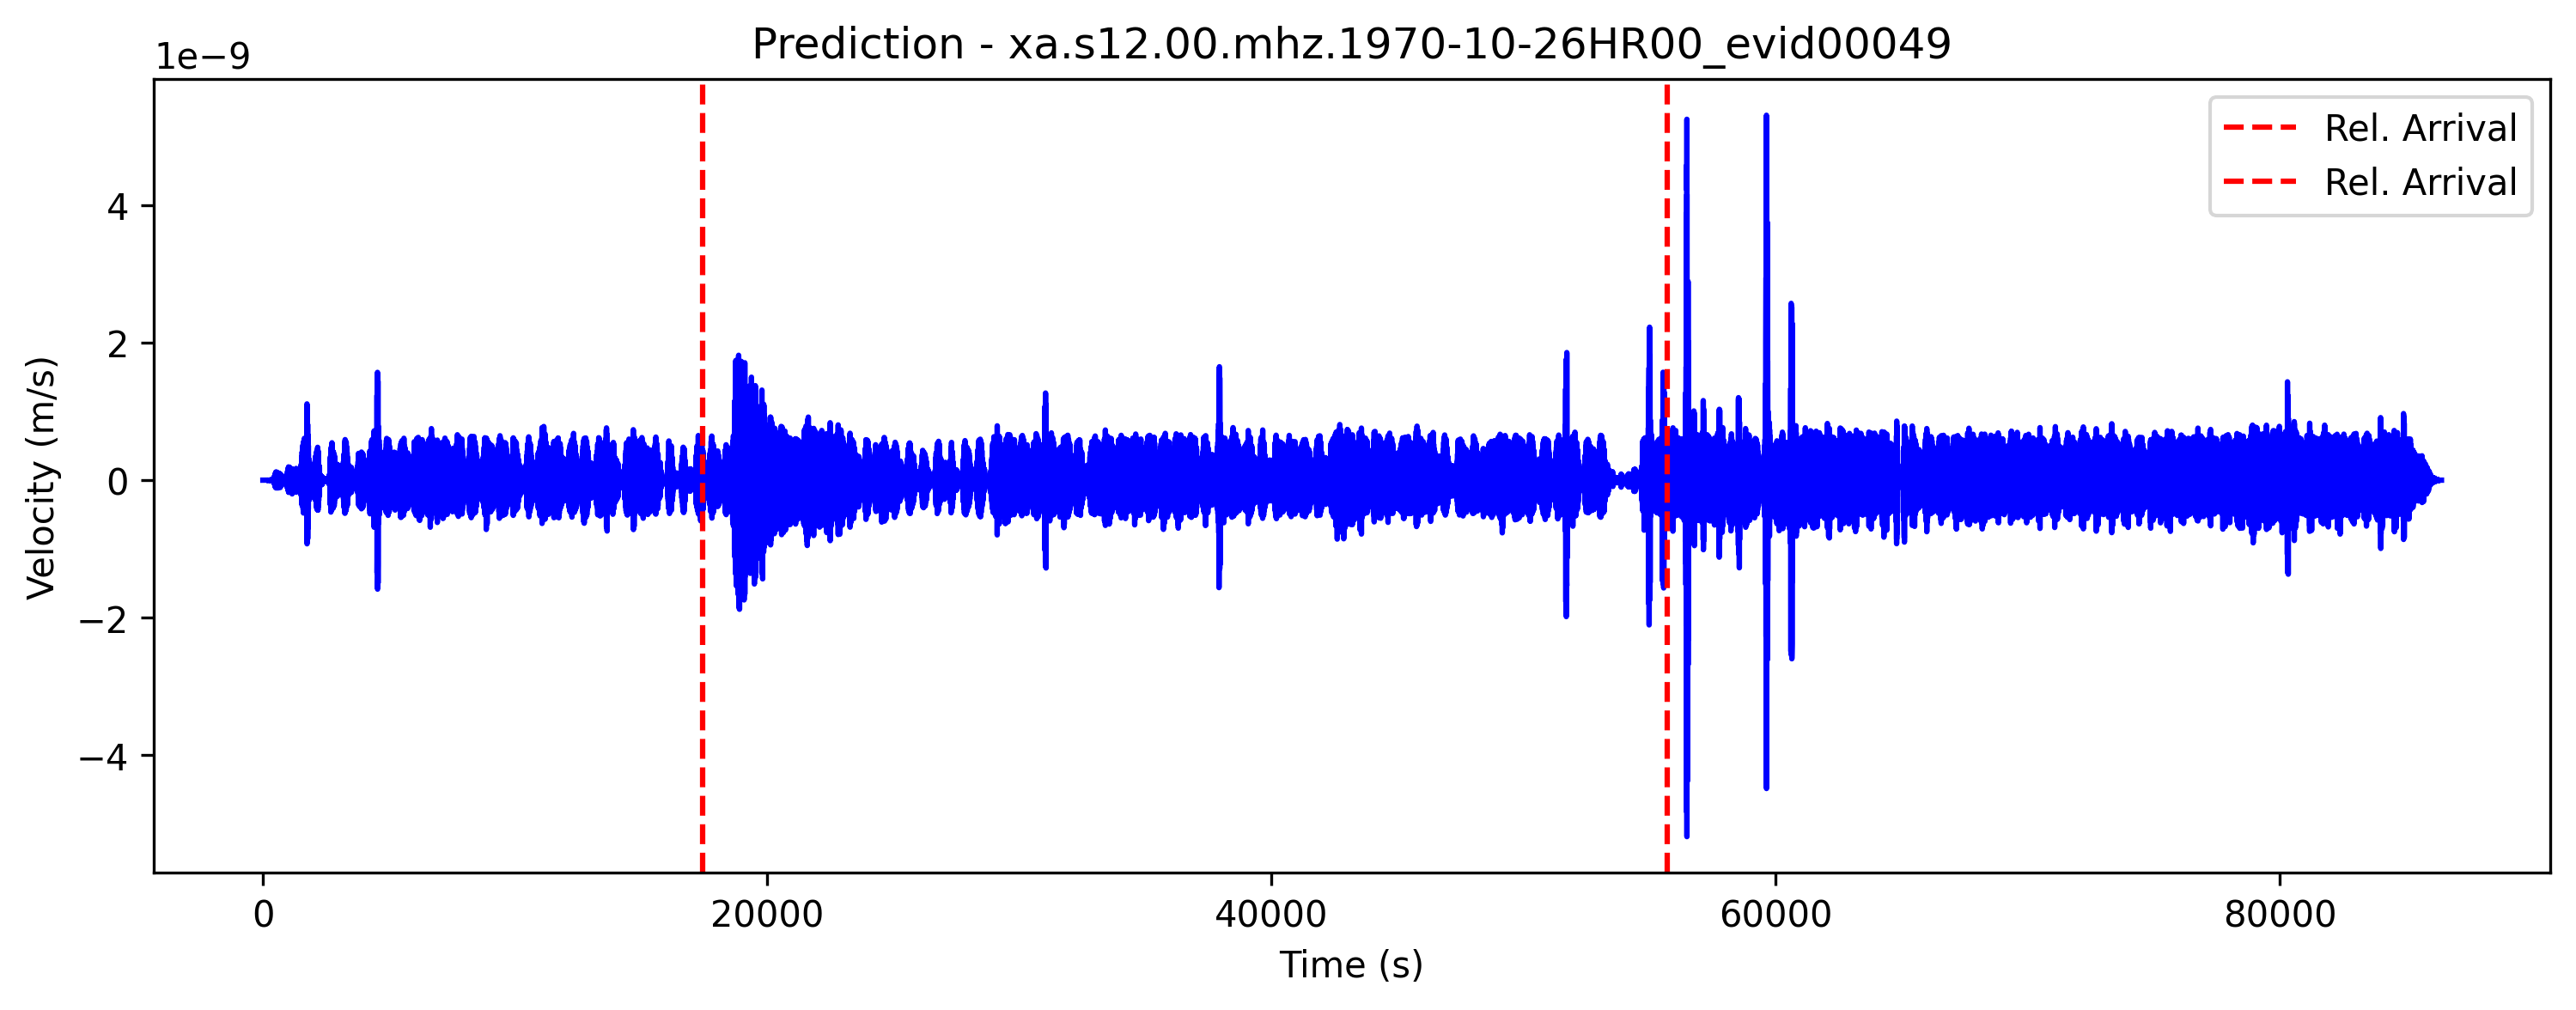 Prediction - xa.s12.00.mhz.1970-10-26HR00_evid00049
1e−9
Rel. Arrival
Rel. Arrival
4
2
0
−2
−4
Velocity (m/s)
0 20000 40000 60000 80000
Time (s)